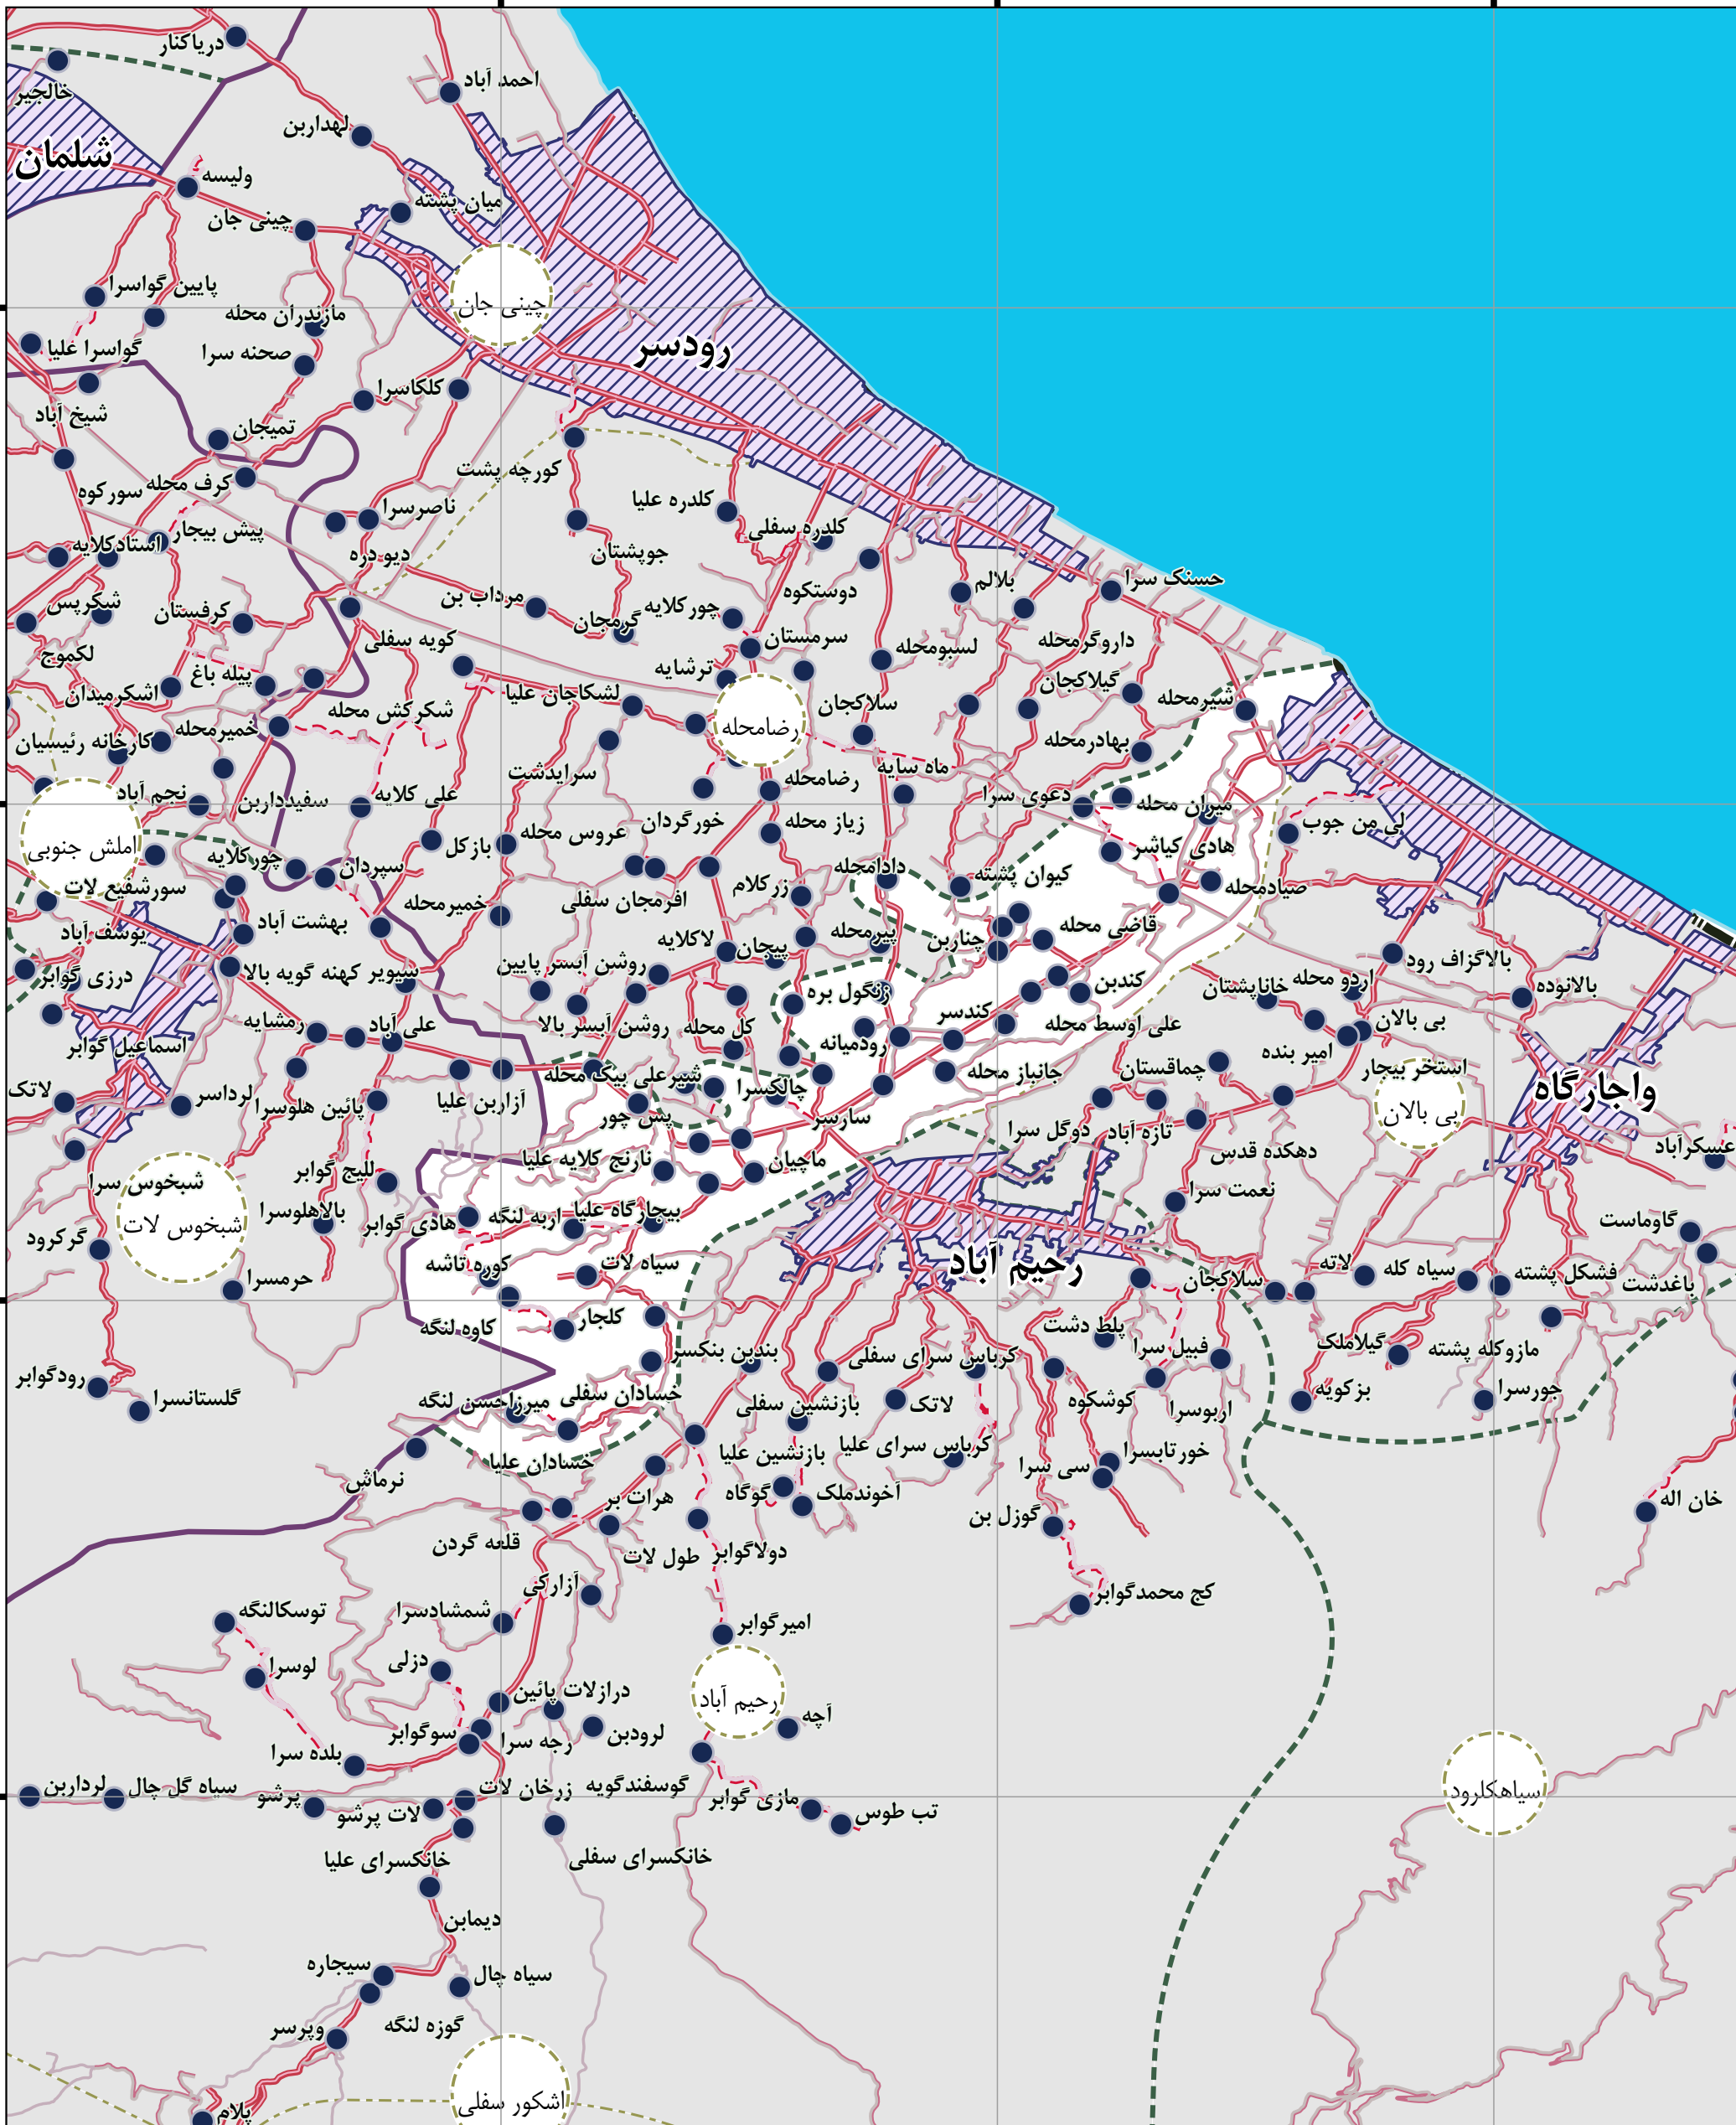 دریاکنار
احمد آباد
خالجیر
لهداربن
شلمان
ولیسه
میان پشته
چینی جان
پایین گواسرا
چینی جان
مازندران محله
رودسر
گواسرا علیا
صحنه سرا
کلکاسرا
شیخ آباد
تمیجان
کورچه پشت
کرف محله
سورکوه
کلدره علیا
ناصرسرا
کلدره سفلی
پیش بیجار
استادکلایه
دیودره
جوپشتان
حسنک سرا
بلالم
دوستکوه
مرداب بن
شکرپس
چورکلایه
کرفستان
گرمجان
سرمستان
داروگرمحله
کویه سفلی
لسبومحله
لکموج
ترشایه
پیله باغ
گیلاکجان
اشکرمیدان
لشکاجان علیا
شیرمحله
سلاکجان
شکرکش محله
خمیرمحله
رضامحله
بهادرمحله
کارخانه رئیسیان
ماه سایه
سرایدشت
رضامحله
نجم آباد
علی کلایه
دعوی سرا
میران محله
سفیدداربن
لی من جوب
خورگردان
زیاز محله
عروس محله
بازکل
هادی کیاشر
املش جنوبی
چورکلایه
سپردان
دادامحله
کیوان پشته
زرکلام
صیادمحله
سورشفیع لات
افرمجان سفلی
خمیرمحله
بهشت آباد
قاضی محله
یوسف آباد
پیرمحله
چناربن
لاکلایه
پیجان
بالاگزاف رود
روشن آبسر پایین
سیویر کهنه گویه بالا
درزی گوابر
کندبن
خاناپشتان
اردو محله
بالانوده
زنگول بره
کندسر
علی آباد
رمشایه
روشن آبسر بالا
کل محله
علی اوسط محله
بی بالان
رودمیانه
اسماعیل گوابر
امیر بنده
استخر بیجار
چماقستان
جانباز محله
شیرعلی بیگ محله
چالکسرا
واجارگاه
لاتک
لرداسر
پائین هلوسرا
آزاربن علیا
پس چور
سارسر
بی بالان
دوگل سرا
تازه آباد
عسکرآباد
دهکده قدس
نارنج کلایه علیا
ماچیان
للیج گوابر
شبخوس سرا
نعمت سرا
شبخوس لات
بالاهلوسرا
هادی گوابر
اربه لنگه
بیجارگاه علیا
گاوماست
گرکرود
رحیم آباد
کوره تاشه
سیاه لات
لاته
سیاه کله
فشکل پشته
باغدشت
سلاکجان
حرمسرا
کلجار
کاوه لنگه
پلط دشت
گیلاملک
مازوکله پشته
بندبن بنکسر
کرباس سرای سفلی
فبیل سرا
رودگوابر
گلستانسرا
بزکویه
جورسرا
خسادان سفلی
میرزاحسن لنگه
بازنشین سفلی
لاتک
کوشکوه
اربوسرا
کرباس سرای علیا
بازنشین علیا
خورتابسرا
خسادان علیا
سی سرا
نرماش
هرات بر
گوگاه
آخوندملک
خان اله
گوزل بن
قلعه گردن
طول لات
دولاگوابر
آزارکی
کج محمدگوابر
توسکالنگه
شمشادسرا
امیرگوابر
لوسرا
دزلی
درازلات پائین
رحیم آباد
آچه
سوگوابر
رجه سرا
لرودبن
بلده سرا
سیاهکلرود
لرداربن
سیاه گل چال
پرشو
زرخان لات
گوسفندگویه
مازی گوابر
لات پرشو
تب طوس
خانکسرای علیا
خانکسرای سفلی
دیمابن
سیجاره
سیاه چال
گوزه لنگه
ویرسر
اشکور سفلی
پلام